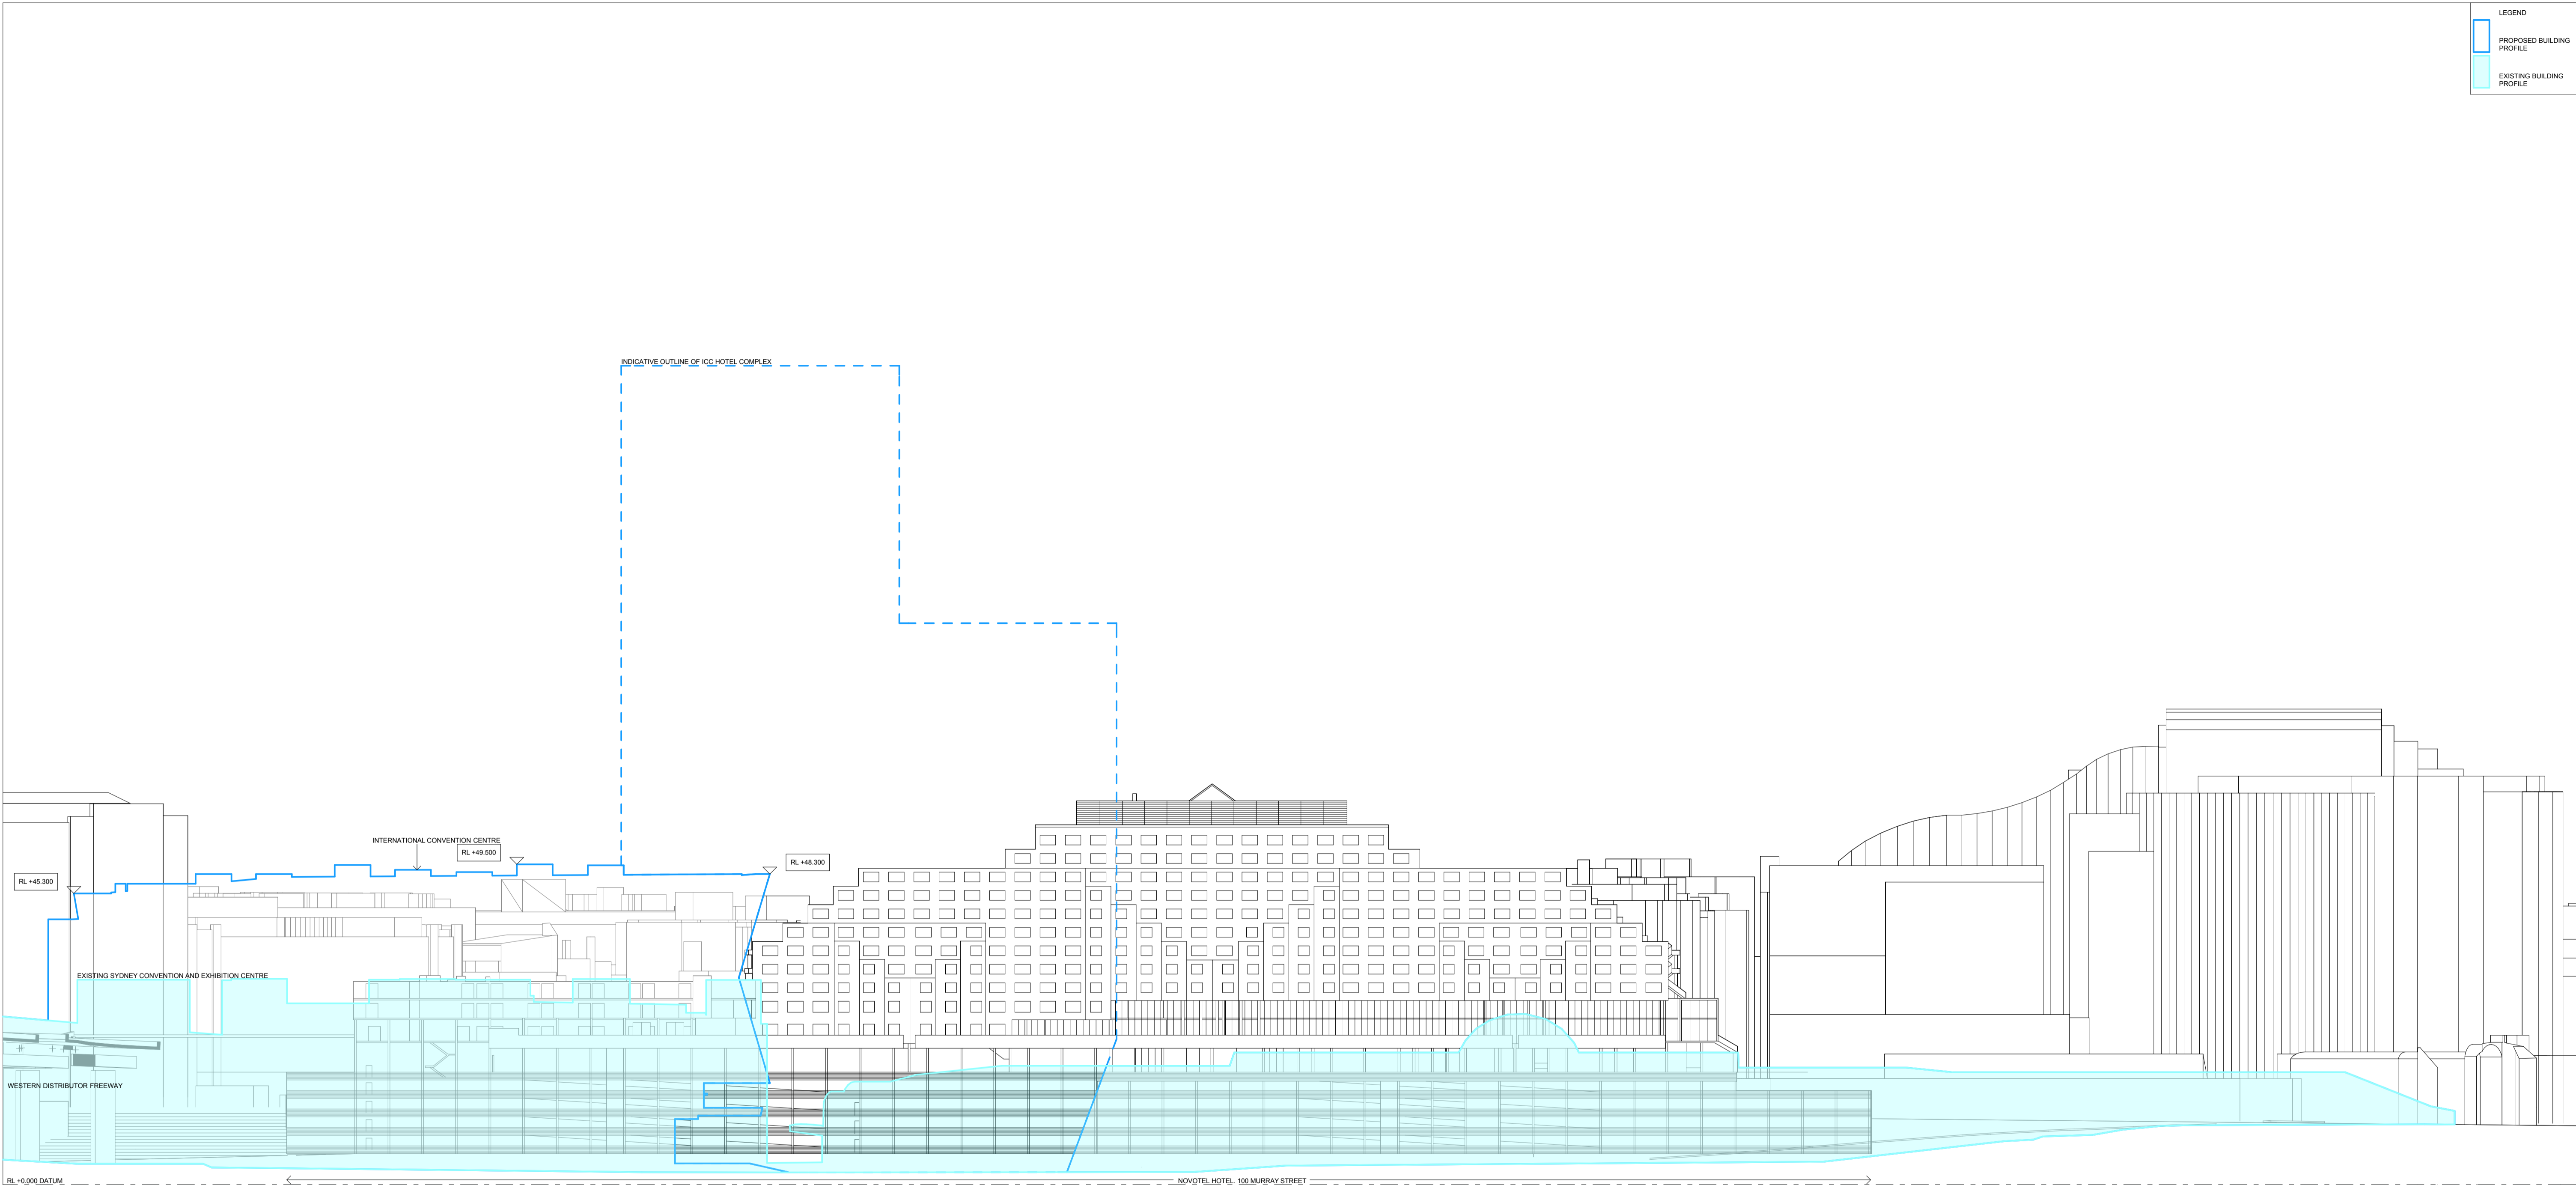 LEGEND
PROPOSED BUILDING
PROFILE
EXISTING BUILDING
PROFILE
INDICATIVE OUTLINE OF ICC HOTEL COMPLEX
INTERNATIONAL CONVENTION CENTRE
RL +49.500
RL +48.300
RL +45.300
EXISTING SYDNEY CONVENTION AND EXHIBITION CENTRE
WESTERN DISTRIBUTOR FREEWAY
RL +0.000 DATUM
NOVOTEL HOTEL. 100 MURRAY STREET